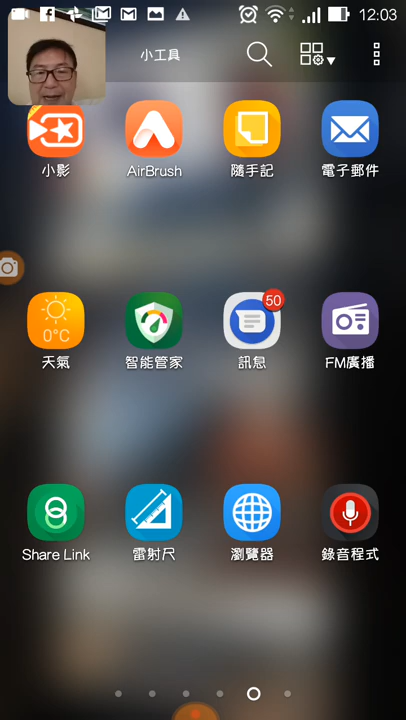 12:03
小工具
小影
AirBrush
隨手記
電子郵件
0°C
50
天氣
智能管家
訊息
FM廣播
Share Link
雷射尺
瀏覽器
錄音程式